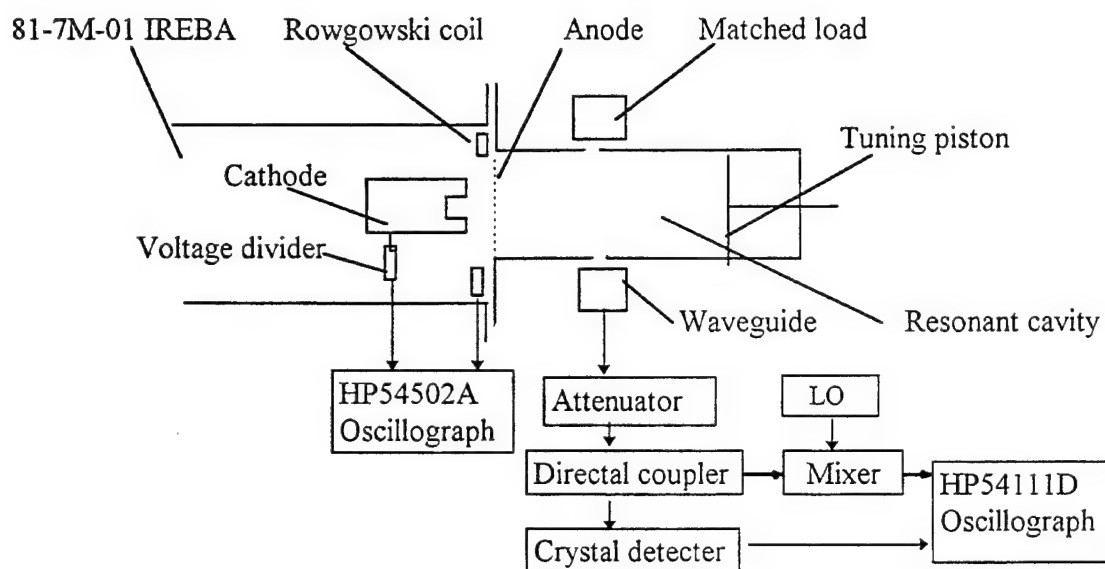 81-7M-01 IREBA
Rowgowski coil
Anode
Matched load
Tuning piston
Cathode
Voltage divider
Waveguide
Resonant cavity
HP54502A
Oscillograph
Attenuator
LO
Directal coupler
Mixer
HP54111D
Oscillograph
Crystal detecter